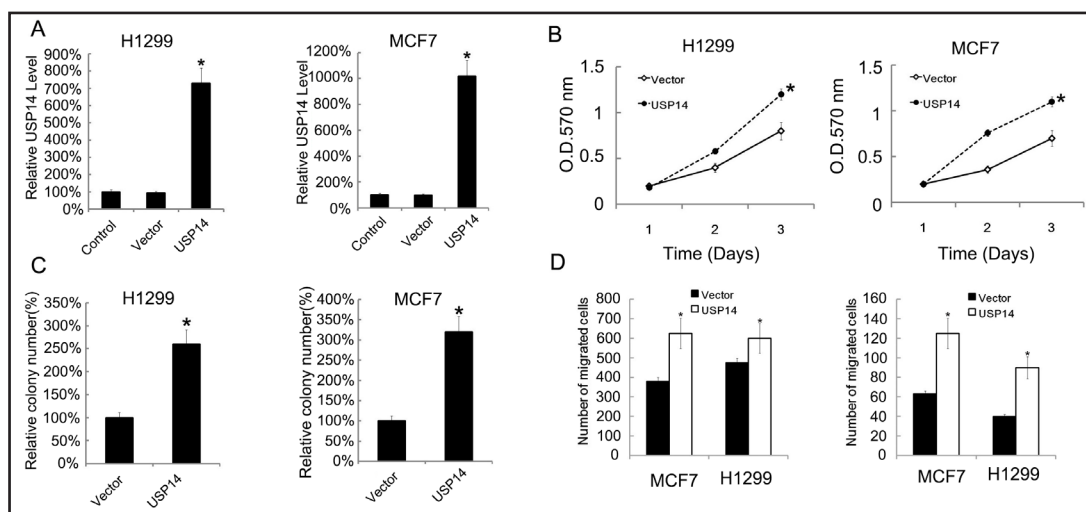 A
H1299
Relative USP14 Level
900%
800%
700%
600%
500%
400%
300%
200%
100%
0%
*
Control
Vector
USP14
MCF7
Relative USP14 Level
1200%
1000%
800%
600%
400%
200%
0%
*
Control
Vector
USP14
B
H1299
O.D.570 nm
2
1.5
1
0.5
0
Vector
USP14
*
1 2 3
Time (Days)
MCF7
O.D.570 nm
2
1.5
1
0.5
0
Vector
USP14
*
1 2 3
Time (Days)
C
H1299
Relative colony number(%)
350%
300%
250%
200%
150%
100%
50%
0%
*
Vector
USP14
MCF7
Relative colony number(%)
400%
350%
300%
250%
200%
150%
100%
50%
0%
*
Vector
USP14
D
Number of migrated cells
800
700
600
500
400
300
200
100
0
Vector
USP14
*
*
MCF7 H1299
Number of migrated cells
160
140
120
100
80
60
40
20
0
Vector
USP14
*
*
MCF7 H1299